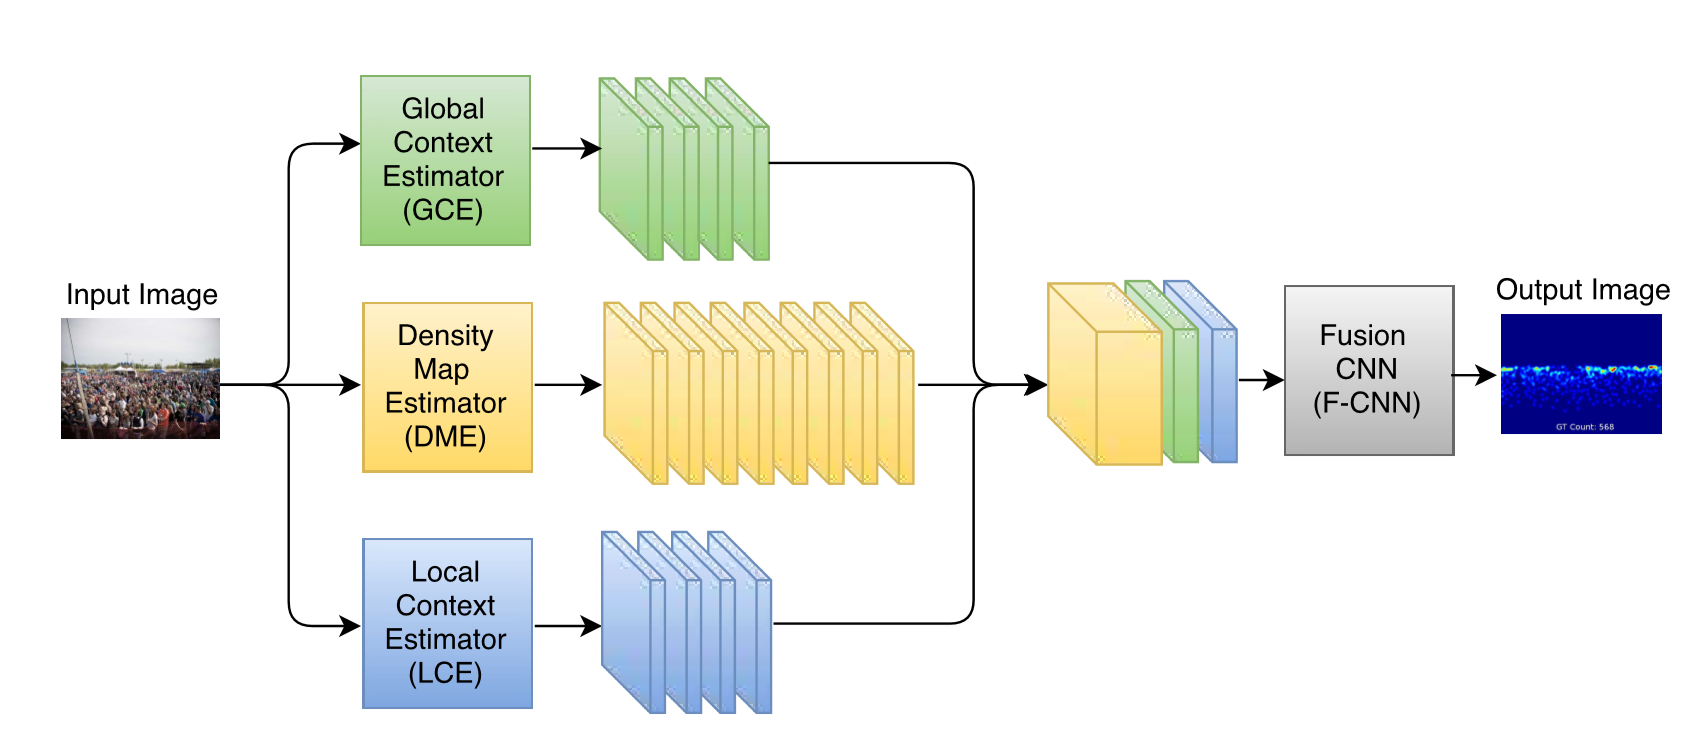 Input Image
Global
Context
Estimator
(GCE)
Density
Map
Estimator
(DME)
Local
Context
Estimator
(LCE)
Fusion
CNN
(F-CNN)
Output Image
GT Count: 568